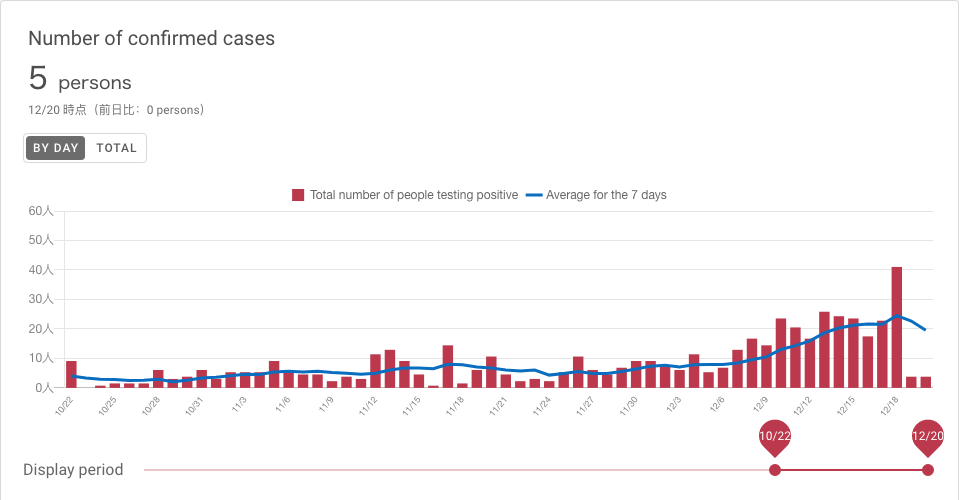 Number of confirmed cases
5 persons
12/20 時点（前日比：0 persons）
BY DAY TOTAL
Total number of people testing positive Average for the 7 days
60人
50人
40人
30人
20人
10人
0人
10/22 10/25 10/28 10/31 11/3 11/6 11/9 11/12 11/15 11/18 11/21 11/24 11/27 11/30 12/3 12/6 12/9 12/12 12/15 12/18
10/22 12/20
Display period